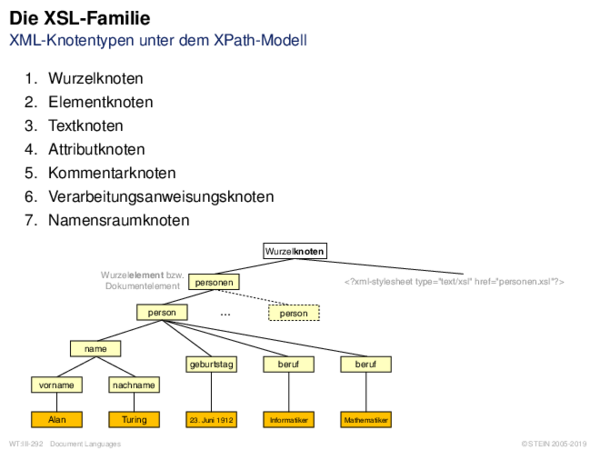 Die XSL-Familie
XML-Knotentypen unter dem XPath-Modell
1. Wurzelknoten
2. Elementknoten
3. Textknoten
4. Attributknoten
5. Kommentarknoten
6. Verarbeitungsanweisungsknoten
7. Namensraumknoten
Wurzelknoten
Wurzelelement bzw.
Dokumentelement
personen
<?xml-stylesheet type="text/xsl" href="personen.xsl"?>
person
...
person
name
geburtstag
beruf
beruf
vorname
nachname
Alan
Turing
23. Juni 1912
Informatiker
Mathematiker
WT:III-292 Document Languages
© STEIN 2005-2019